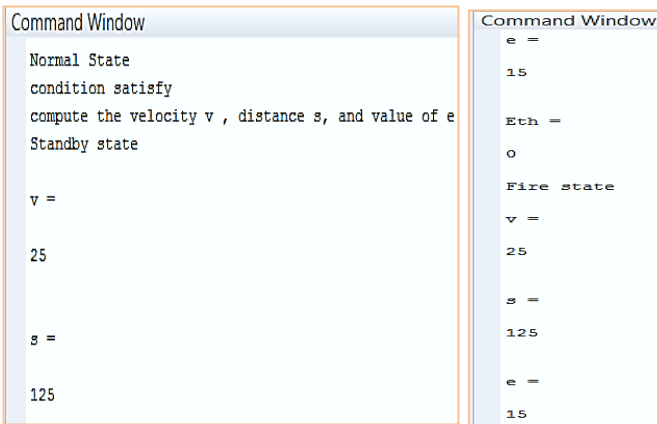 Command Window
Normal State
condition satisfy
compute the velocity v , distance s, and value of e
Standby state
v =
25
s =
125
Command Window
e =
15
Eth =
0
Fire state
v =
25
s =
125
e =
15